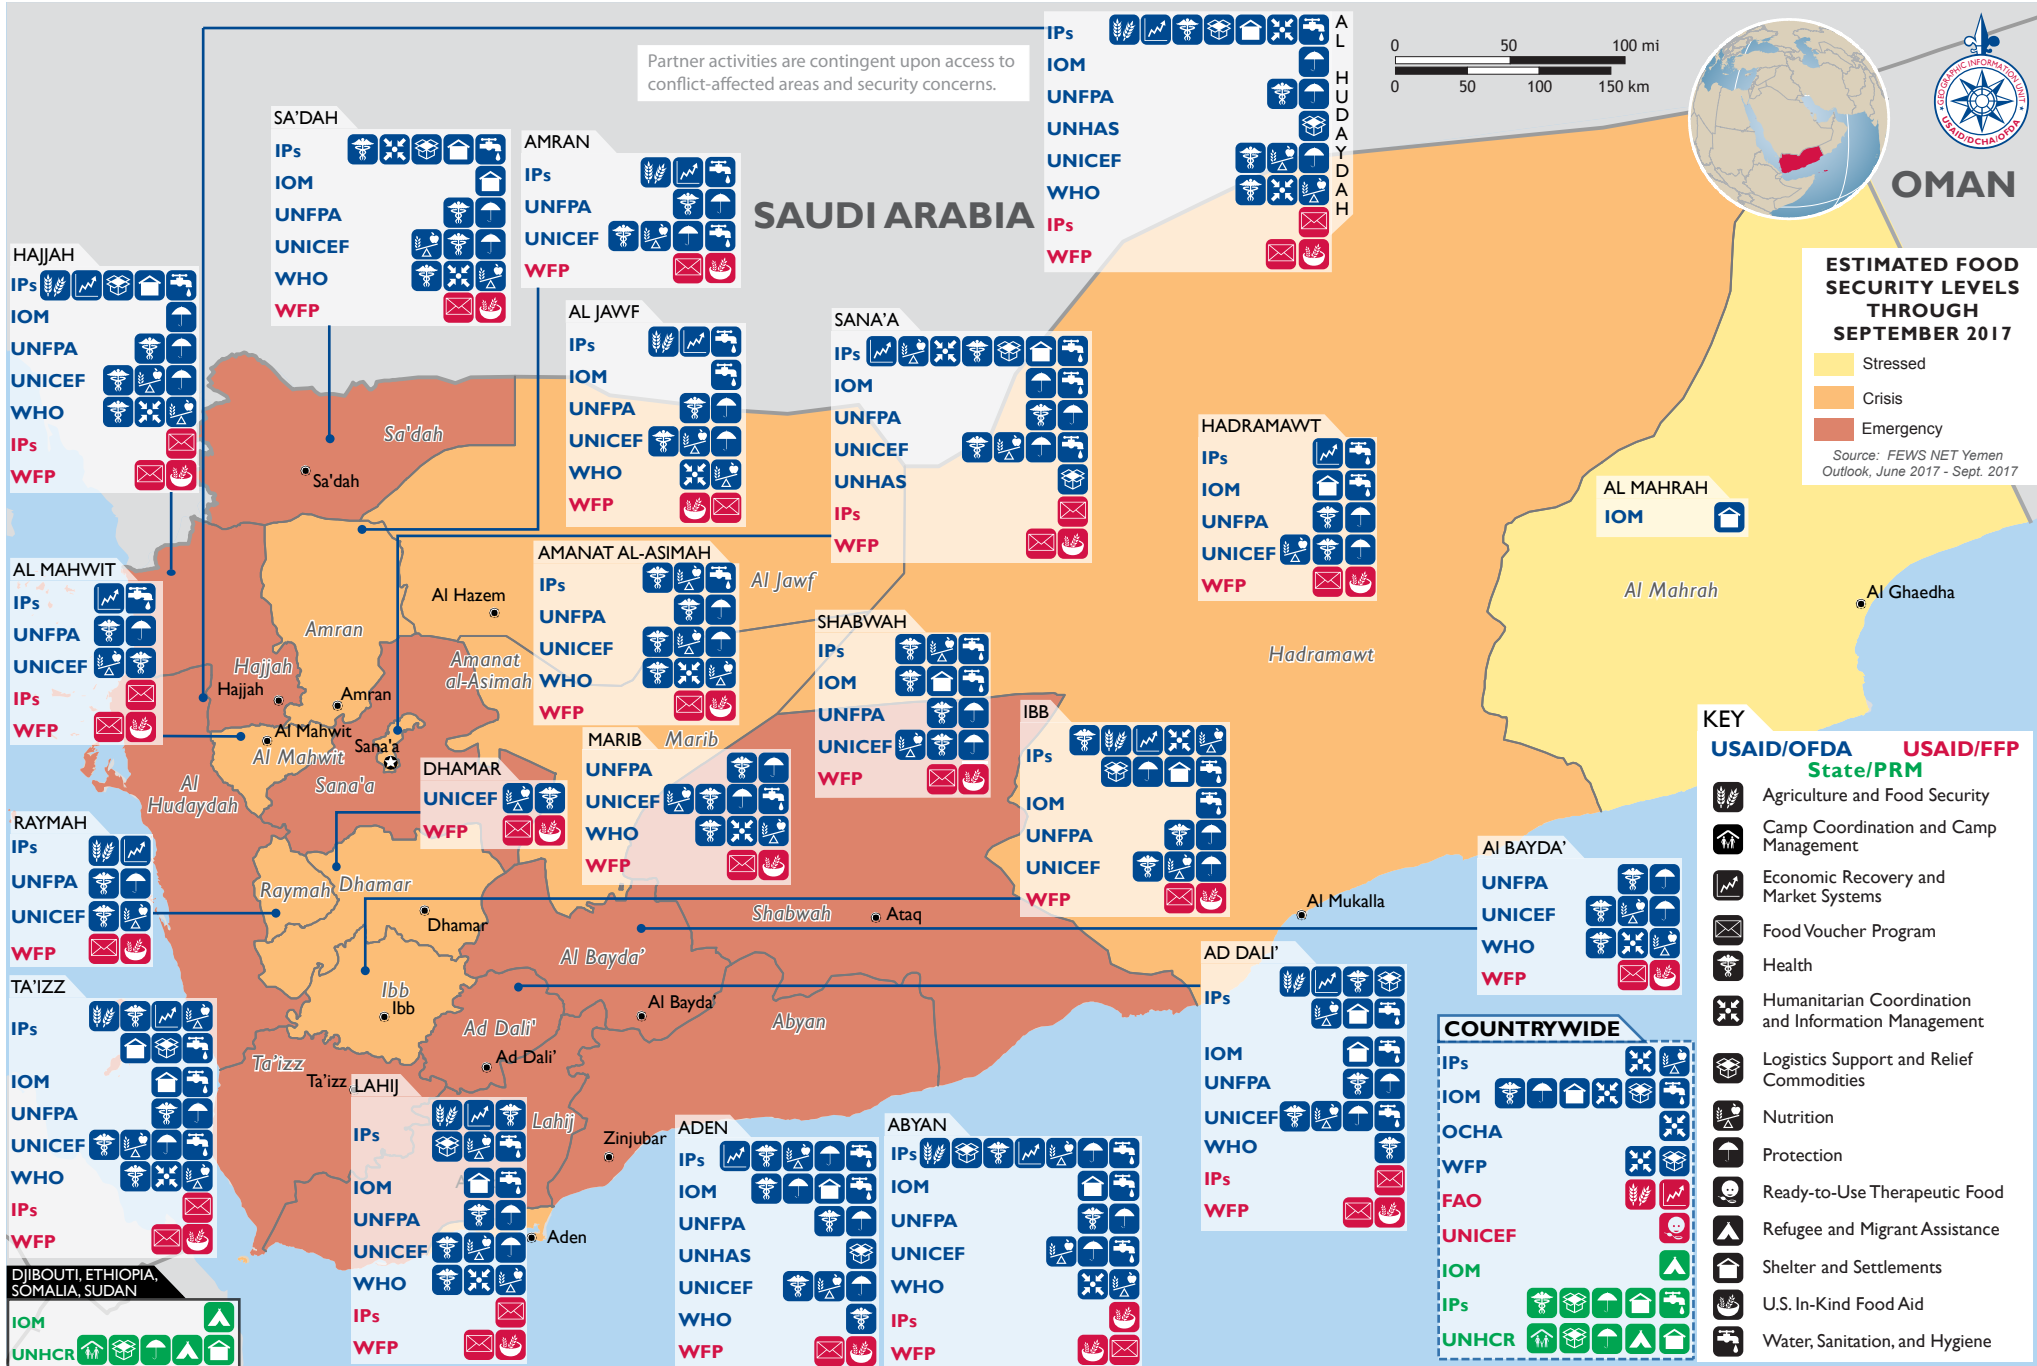 Partner activities are contingent upon access to
conflict-affected areas and security concerns.
0 50 100 mi
0 50 100 150 km
GEOGRAPHIC INFORMATION UNIT
USAID/DCHA/OFDA
SAUDI ARABIA
OMAN
ESTIMATED FOOD
SECURITY LEVELS
THROUGH
SEPTEMBER 2017
Stressed
Crisis
Emergency
Source: FEWS NET Yemen
Outlook, June 2017 - Sept. 2017
AL HUDAYDAH
IPs
IOM
UNFPA
UNHAS
UNICEF
WHO
IPs
WFP
SA'DAH
IPs
IOM
UNFPA
UNICEF
WHO
WFP
AMRAN
IPs
UNFPA
UNICEF
WFP
HAJJAH
IPs
IOM
UNFPA
UNICEF
WHO
IPs
WFP
AL JAWF
IPs
IOM
UNFPA
UNICEF
WHO
WFP
SANA'A
IPs
IOM
UNFPA
UNICEF
UNHAS
IPs
WFP
HADRAMAWT
IPs
IOM
UNFPA
UNICEF
WFP
AL MAHRAH
IOM
AL MAHWIT
IPs
UNFPA
UNICEF
IPs
WFP
AMANAT AL-ASIMAH
IPs
UNFPA
UNICEF
WHO
WFP
SHABWAH
IPs
IOM
UNFPA
UNICEF
WFP
MARIB
UNFPA
UNICEF
WHO
WFP
DHAMAR
UNICEF
WFP
IBB
IPs
IOM
UNFPA
UNICEF
WFP
RAYMAH
IPs
UNFPA
UNICEF
WFP
Al BAYDA'
UNFPA
UNICEF
WHO
WFP
AD DALI'
IPs
IOM
UNFPA
UNICEF
WHO
IPs
WFP
TA'IZZ
IPs
IOM
UNFPA
UNICEF
WHO
IPs
WFP
LAHIJ
IPs
IOM
UNFPA
UNICEF
WHO
IPs
WFP
ADEN
IPs
IOM
UNFPA
UNHAS
UNICEF
WHO
WFP
ABYAN
IPs
IOM
UNFPA
UNICEF
WHO
IPs
WFP
DJIBOUTI, ETHIOPIA,
SOMALIA, SUDAN
IOM
UNHCR
COUNTRYWIDE
IPs
IOM
OCHA
WFP
FAO
UNICEF
IOM
IPs
UNHCR
KEY
USAID/OFDA USAID/FFP
State/PRM
Agriculture and Food Security
Camp Coordination and Camp
Management
Economic Recovery and
Market Systems
Food Voucher Program
Health
Humanitarian Coordination
and Information Management
Logistics Support and Relief
Commodities
Nutrition
Protection
Ready-to-Use Therapeutic Food
Refugee and Migrant Assistance
Shelter and Settlements
U.S. In-Kind Food Aid
Water, Sanitation, and Hygiene
Sa'dah
Sa'dah
Al Hazem
Al Jawf
Amran
Amran
Hajjah
Hajjah
Amanat
al-Asimah
Al Mahwit
Al Mahwit
Sana'a
Sana'a
Marib
Al
Hudaydah
Raymah
Dhamar
Dhamar
Ibb
Ibb
Shabwah
Ataq
Al Bayda'
Al Bayda'
Ad Dali'
Ad Dali'
Abyan
Ta'izz
Ta'izz
Lahij
Zinjubar
Aden
Hadramawt
Al Mukalla
Al Mahrah
Al Ghaedha